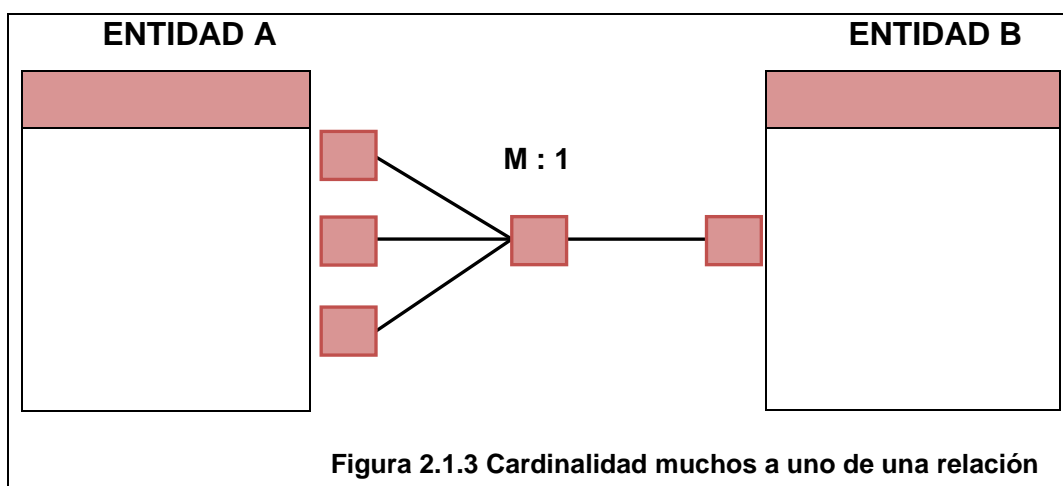 ENTIDAD A
ENTIDAD B
M : 1
Figura 2.1.3 Cardinalidad muchos a uno de una relación